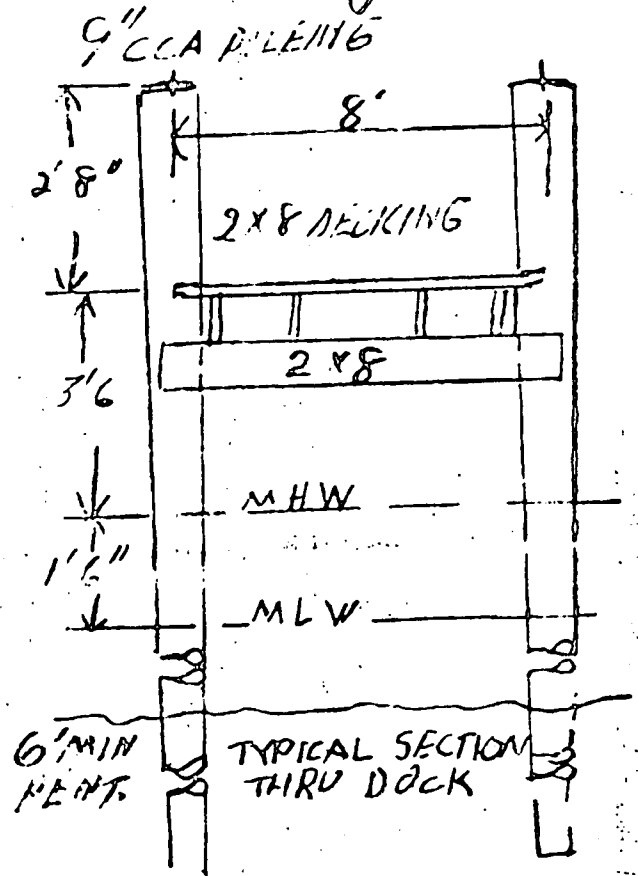 9" CCA PILEING
8'
2' 8"
2x8 DECKING
2x8
3'6
MHW
1'6"
MLW
6' MIN
PENT.
TYPICAL SECTION
THRU DOCK